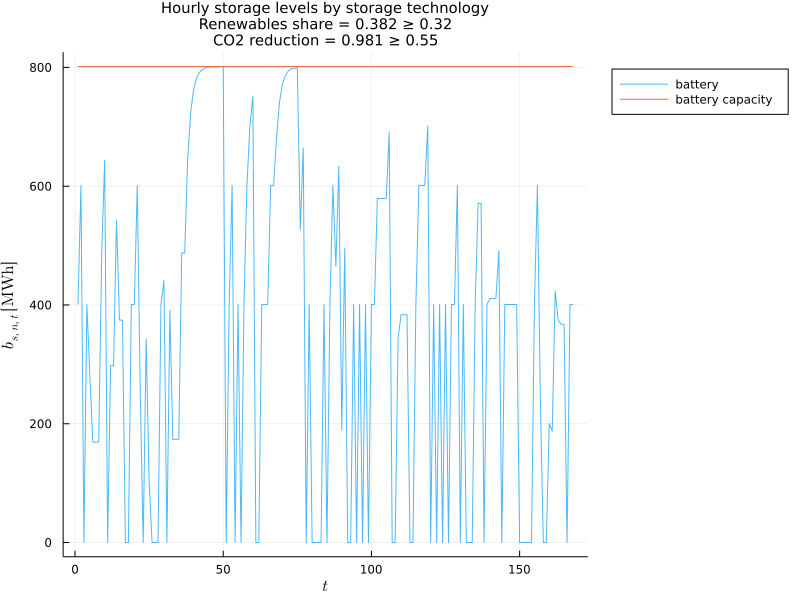 Hourly storage levels by storage technology
Renewables share = 0.382 ≥ 0.32
CO2 reduction = 0.981 ≥ 0.55
800
600
400
200
0
b_{s, n, t} [MWh]
0
50
100
150
t
battery
battery capacity